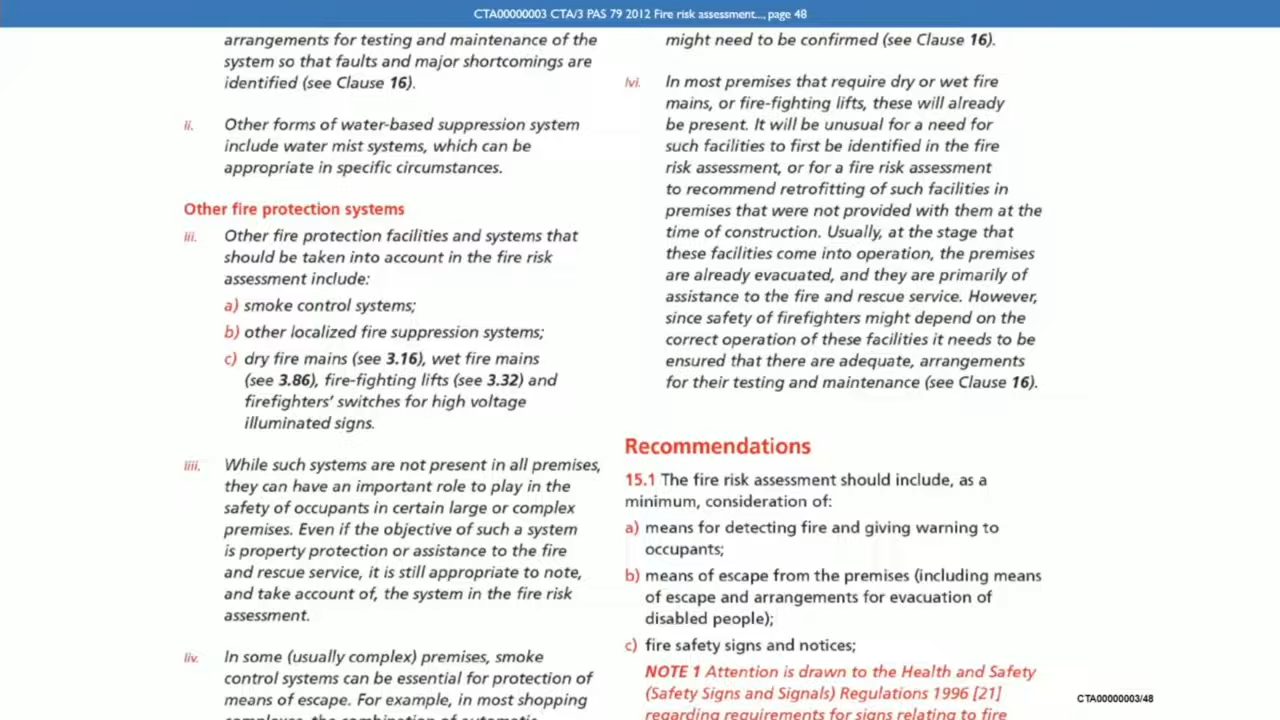 CTA00000003 CTA/3 PAS 79 2012 Fire risk assessment..., page 48
arrangements for testing and maintenance of the
system so that faults and major shortcomings are
identified (see Clause 16).
li. Other forms of water-based suppression system
include water mist systems, which can be
appropriate in specific circumstances.
Other fire protection systems
lii. Other fire protection facilities and systems that
should be taken into account in the fire risk
assessment include:
a) smoke control systems;
b) other localized fire suppression systems;
c) dry fire mains (see 3.16), wet fire mains
(see 3.86), fire-fighting lifts (see 3.32) and
firefighters' switches for high voltage
illuminated signs.
liii. While such systems are not present in all premises,
they can have an important role to play in the
safety of occupants in certain large or complex
premises. Even if the objective of such a system
is property protection or assistance to the fire
and rescue service, it is still appropriate to note,
and take account of, the system in the fire risk
assessment.
liv. In some (usually complex) premises, smoke
control systems can be essential for protection of
means of escape. For example, in most shopping
complexes, the combination of automatic
might need to be confirmed (see Clause 16).
lvi. In most premises that require dry or wet fire
mains, or fire-fighting lifts, these will already
be present. It will be unusual for a need for
such facilities to first be identified in the fire
risk assessment, or for a fire risk assessment
to recommend retrofitting of such facilities in
premises that were not provided with them at the
time of construction. Usually, at the stage that
these facilities come into operation, the premises
are already evacuated, and they are primarily of
assistance to the fire and rescue service. However,
since safety of firefighters might depend on the
correct operation of these facilities it needs to be
ensured that there are adequate, arrangements
for their testing and maintenance (see Clause 16).
Recommendations
15.1 The fire risk assessment should include, as a
minimum, consideration of:
a) means for detecting fire and giving warning to
occupants;
b) means of escape from the premises (including means
of escape and arrangements for evacuation of
disabled people);
c) fire safety signs and notices;
NOTE 1 Attention is drawn to the Health and Safety
(Safety Signs and Signals) Regulations 1996 [21]
regarding requirements for signs relating to fire
CTA00000003/48